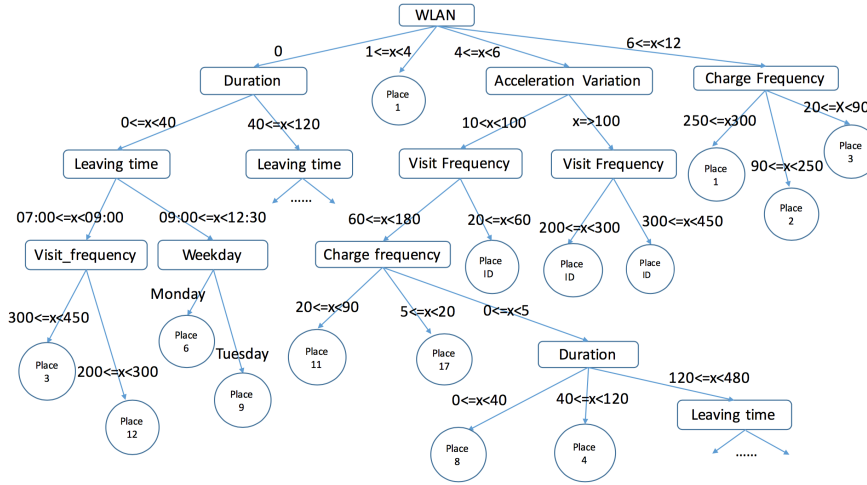 WLAN
0
1<=x<4
4<=x<6
6<=x<12
Duration
Place
1
Acceleration Variation
Charge Frequency
0<=x<40
40<=x<120
10<x<100
x=>100
250<=x300
90<=x<250
20<=X<90
Leaving time
Leaving time
......
Visit Frequency
Visit Frequency
Place
1
Place
2
Place
3
07:00<=x<09:00
09:00<=x<12:30
60<=x<180
20<=x<60
200<=x<300
300<=x<450
Visit_frequency
Weekday
Charge frequency
Place
ID
Place
ID
Place
ID
300<=x<450
200<=x<300
Monday
Tuesday
20<=x<90
5<=x<20
0<=x<5
Place
3
Place
12
Place
6
Place
9
Place
11
Place
17
Duration
0<=x<40
40<=x<120
120<=x<480
Place
8
Place
4
Leaving time
......